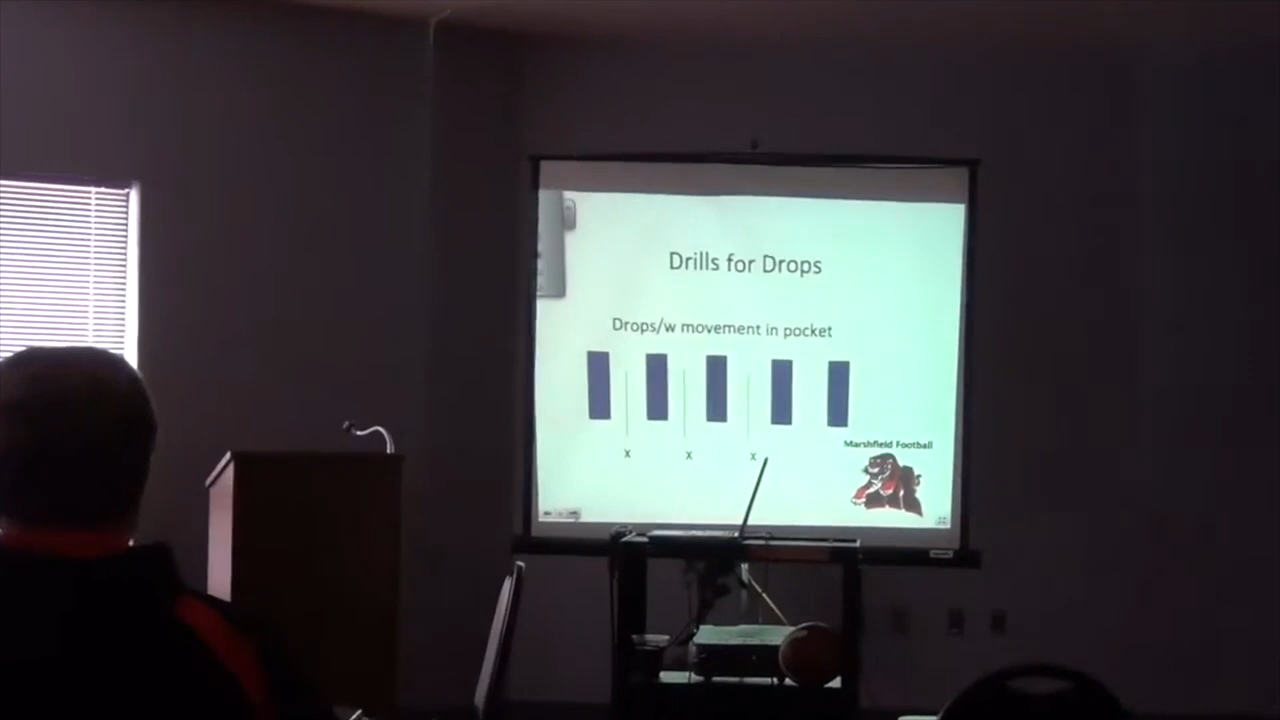 Drills for Drops
Drops/w movement in pocket
X X X
Marshfield Football